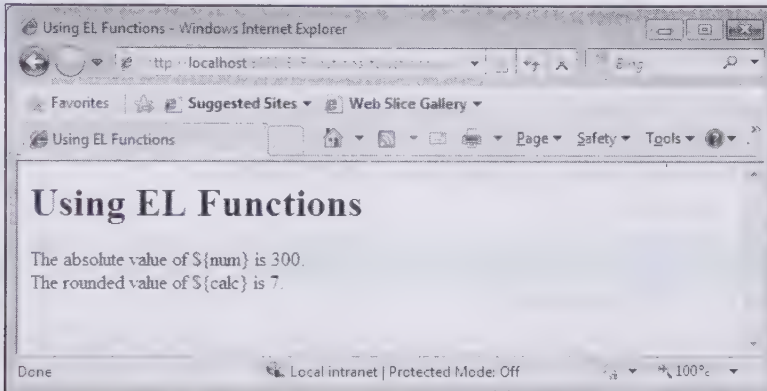 Using EL Functions - Windows Internet Explorer
ttp localhost
Favorites Suggested Sites Web Slice Gallery
Using EL Functions Page Safety Tools
Using EL Functions
The absolute value of ${num} is 300.
The rounded value of ${calc} is 7.
Done Local intranet | Protected Mode: Off 100%